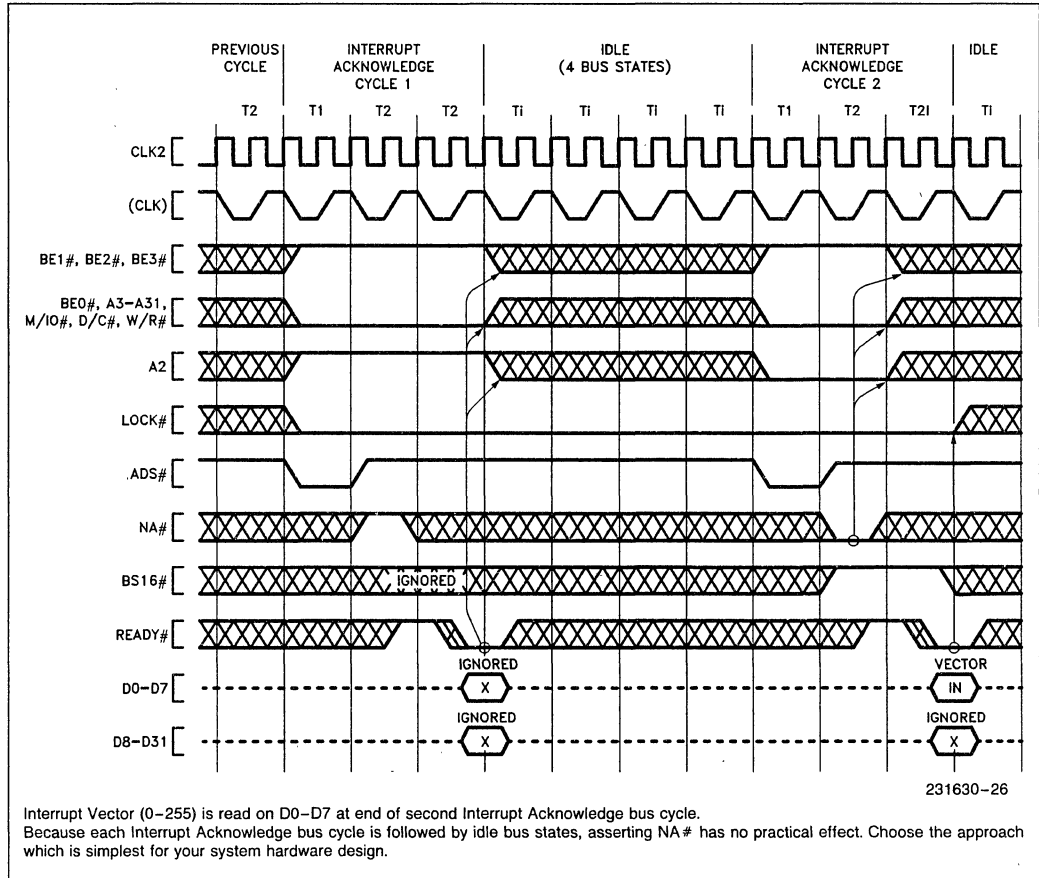 PREVIOUS CYCLE
INTERRUPT ACKNOWLEDGE CYCLE 1
IDLE (4 BUS STATES)
INTERRUPT ACKNOWLEDGE CYCLE 2
IDLE
T2 T1 T2 T2 Ti Ti Ti Ti T1 T2 T2I Ti
CLK2
(CLK)
BE1#, BE2#, BE3#
BE0#, A3-A31,
M/IO#, D/C#, W/R#
A2
LOCK#
ADS#
NA#
BS16# IGNORED
READY#
IGNORED VECTOR
D0-D7 X IN
IGNORED IGNORED
D8-D31 X X
231630-26
Interrupt Vector (0-255) is read on D0-D7 at end of second Interrupt Acknowledge bus cycle.
Because each Interrupt Acknowledge bus cycle is followed by idle bus states, asserting NA# has no practical effect. Choose the approach
which is simplest for your system hardware design.